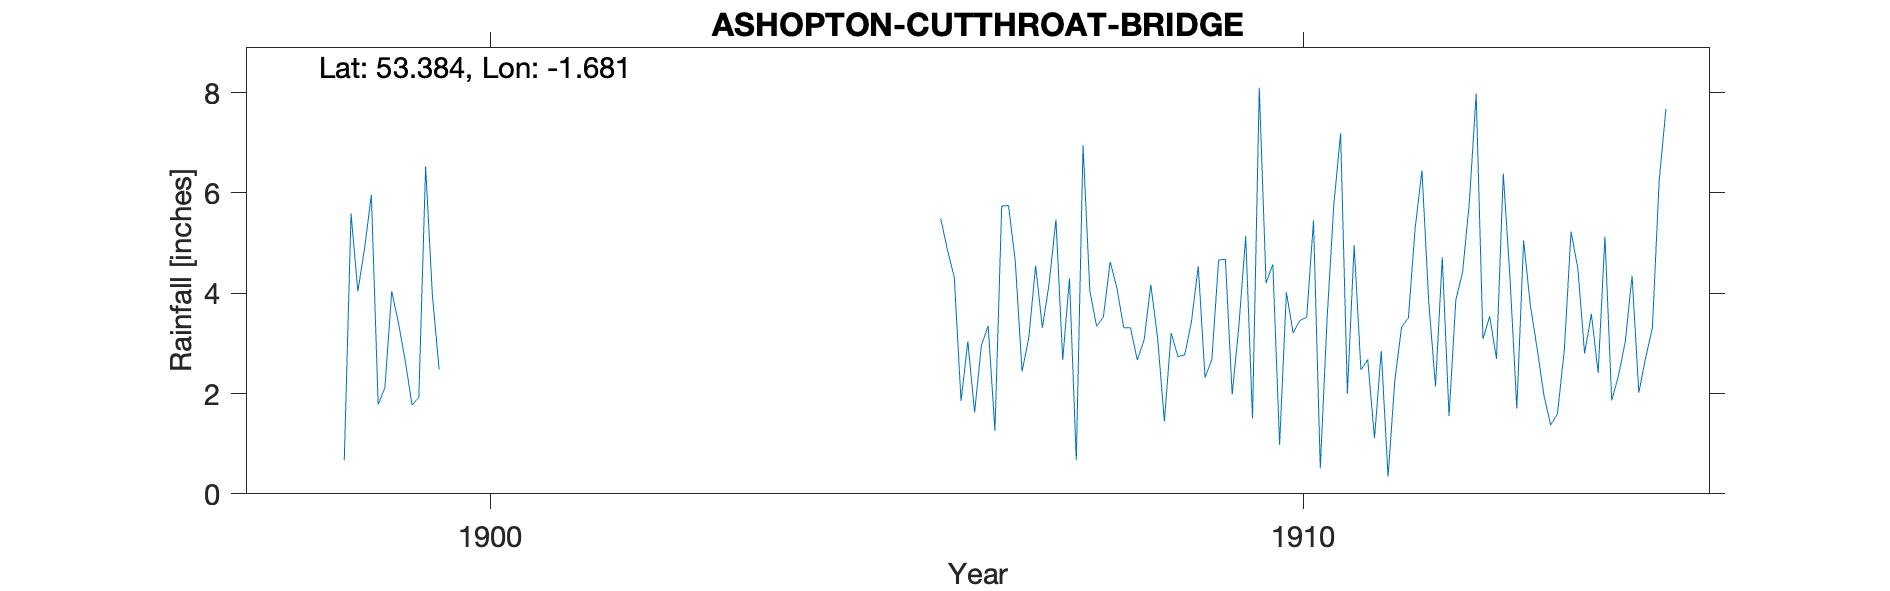 ASHOPTON-CUTTHROAT-BRIDGE
Lat: 53.384, Lon: -1.681
8
6
4
2
0
Rainfall [inches]
1900
1910
Year